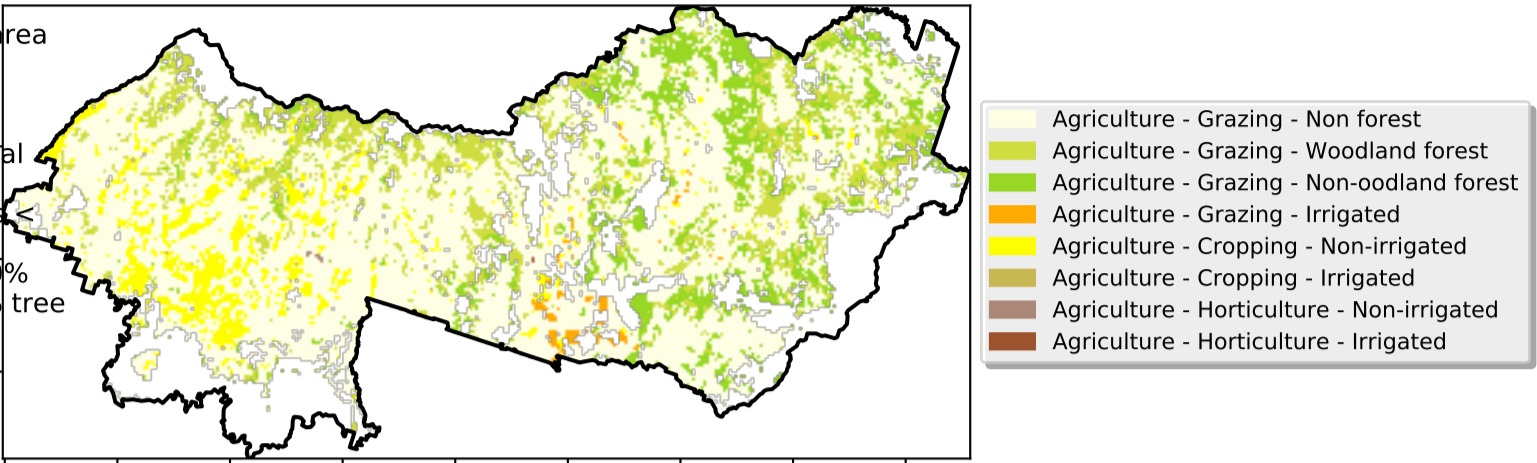 area
al
<
%
tree
Agriculture - Grazing - Non forest
Agriculture - Grazing - Woodland forest
Agriculture - Grazing - Non-oodland forest
Agriculture - Grazing - Irrigated
Agriculture - Cropping - Non-irrigated
Agriculture - Cropping - Irrigated
Agriculture - Horticulture - Non-irrigated
Agriculture - Horticulture - Irrigated